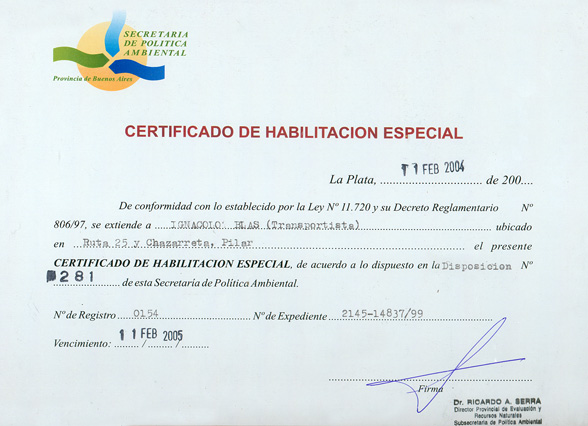 SECRETARIA
DE POLITICA
AMBIENTAL
Provincia de Buenos Aires
CERTIFICADO DE HABILITACION ESPECIAL
La Plata, 11 FEB 2004 de 200....
De conformidad con lo establecido por la Ley Nº 11.720 y su Decreto Reglamentario Nº
806/97, se extiende a IGNACOLO BLAS (Transportista) ubicado
en Ruta 25 y Chazarreta, Pilar el presente
CERTIFICADO DE HABILITACION ESPECIAL, de acuerdo a lo dispuesto en la Disposicion Nº
281 de esta Secretaría de Política Ambiental.
Nº de Registro 0154 Nº de Expediente 2145-14837/99
Vencimiento: 11 FEB 2005
Firma
Dr. RICARDO A. SERRA
Director Provincial de Evaluación y
Recursos Naturales
Subsecretaría de Política Ambiental